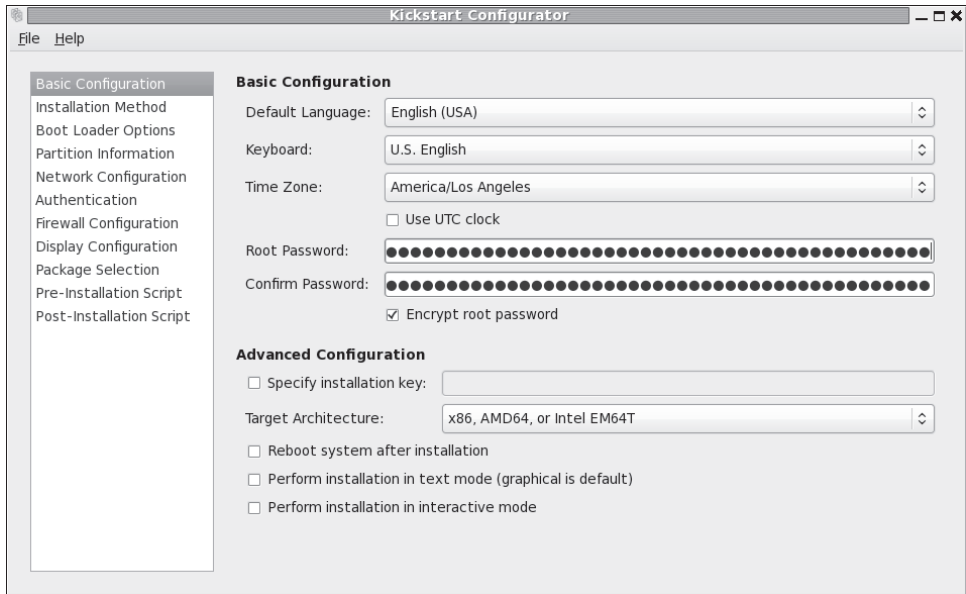 Kickstart Configurator
File Help
Basic Configuration
Installation Method
Boot Loader Options
Partition Information
Network Configuration
Authentication
Firewall Configuration
Display Configuration
Package Selection
Pre-Installation Script
Post-Installation Script
Basic Configuration
Default Language: English (USA)
Keyboard: U.S. English
Time Zone: America/Los Angeles
Use UTC clock
Root Password: ●●●●●●●●●●●●●●●●●●●●●●●●●●●●●●●●●●●●●●●●●●●●●
Confirm Password: ●●●●●●●●●●●●●●●●●●●●●●●●●●●●●●●●●●●●●●●●●●●●●
Encrypt root password
Advanced Configuration
Specify installation key:
Target Architecture: x86, AMD64, or Intel EM64T
Reboot system after installation
Perform installation in text mode (graphical is default)
Perform installation in interactive mode